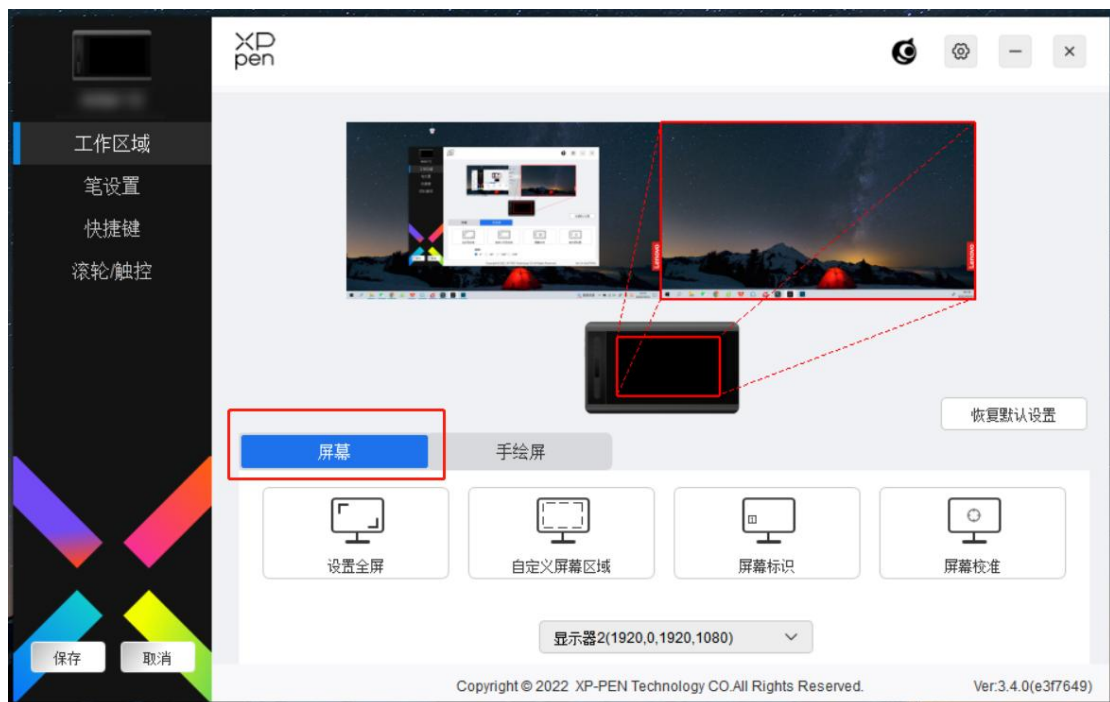 XP
pen
工作区域
笔设置
快捷键
滚轮/触控
Lenovo
Lenovo
恢复默认设置
屏幕
手绘屏
设置全屏
自定义屏幕区域
屏幕标识
屏幕校准
显示器2(1920,0,1920,1080)
保存
取消
Copyright © 2022 XP-PEN Technology CO.All Rights Reserved.
Ver:3.4.0(e3f7649)